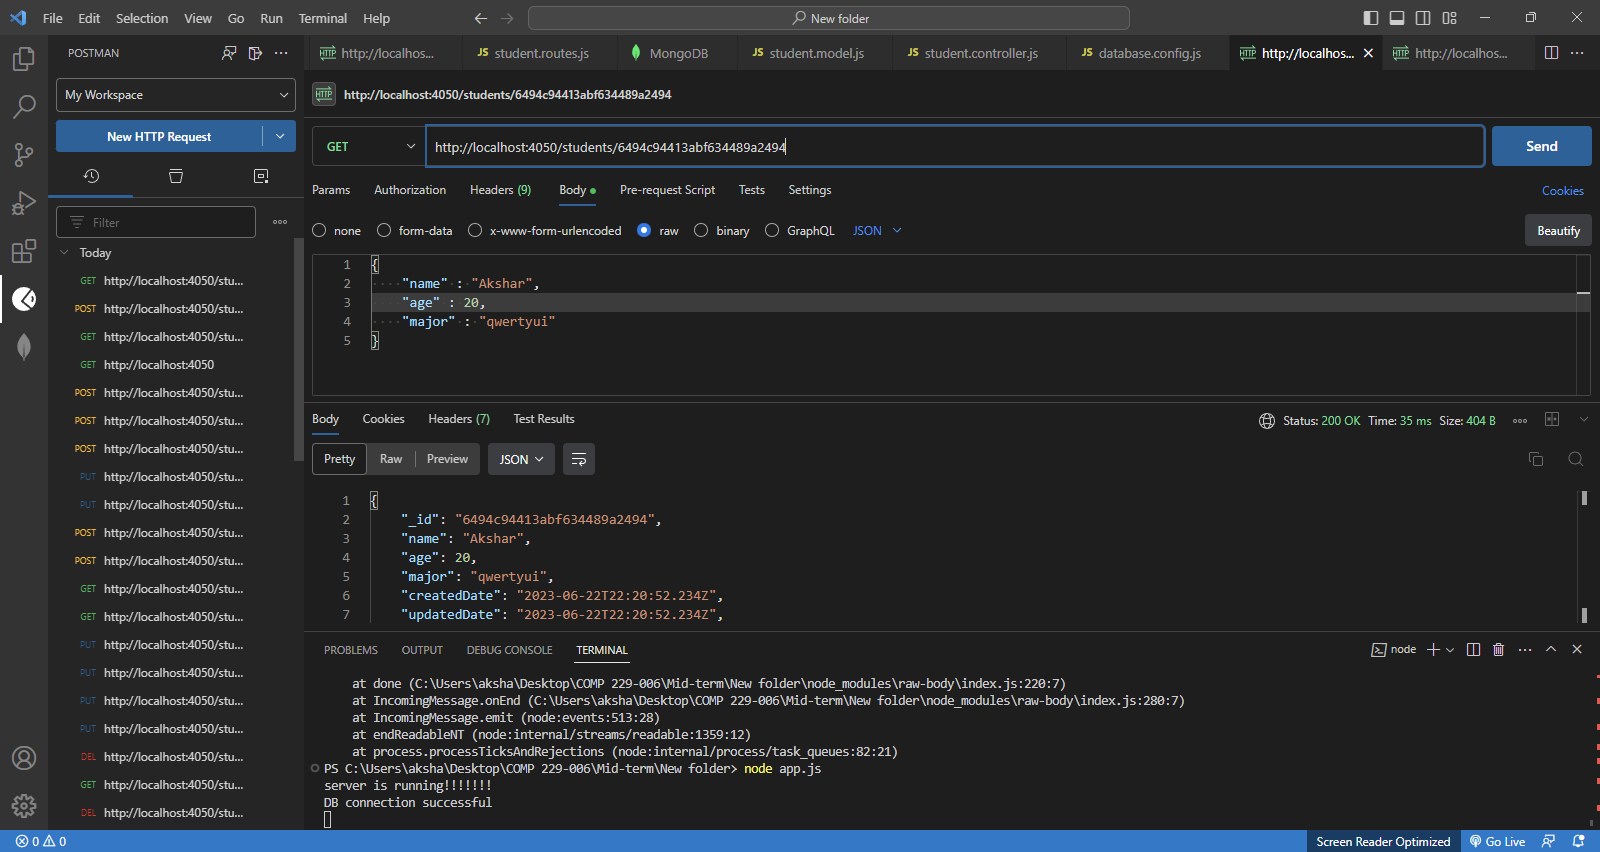 File Edit Selection View Go Run Terminal Help
New folder
POSTMAN
http://localhos...
JS student.routes.js
MongoDB
JS student.model.js
JS student.controller.js
JS database.config.js
HTTP http://localhos...
HTTP http://localhos...
My Workspace
New HTTP Request
Filter
Today
GET http://localhost:4050/stu...
POST http://localhost:4050/stu...
GET http://localhost:4050/stu...
GET http://localhost:4050
POST http://localhost:4050/stu...
POST http://localhost:4050/stu...
POST http://localhost:4050/stu...
PUT http://localhost:4050/stu...
PUT http://localhost:4050/stu...
POST http://localhost:4050/stu...
POST http://localhost:4050/stu...
GET http://localhost:4050/stu...
GET http://localhost:4050/stu...
PUT http://localhost:4050/stu...
PUT http://localhost:4050/stu...
PUT http://localhost:4050/stu...
PUT http://localhost:4050/stu...
DEL http://localhost:4050/stu...
GET http://localhost:4050/stu...
DEL http://localhost:4050/stu...
HTTP http://localhost:4050/students/6494c94413abf634489a2494
GET http://localhost:4050/students/6494c94413abf634489a2494 Send
Params Authorization Headers (9) Body Pre-request Script Tests Settings Cookies
none form-data x-www-form-urlencoded raw binary GraphQL JSON Beautify
1 {
2 "name" : "Akshar",
3 "age" : 20,
4 "major" : "qwertyui"
5 }
Body Cookies Headers (7) Test Results Status: 200 OK Time: 35 ms Size: 404 B
Pretty Raw Preview JSON
1 {
2 "_id": "6494c94413abf634489a2494",
3 "name": "Akshar",
4 "age": 20,
5 "major": "qwertyui",
6 "createdDate": "2023-06-22T22:20:52.234Z",
7 "updatedDate": "2023-06-22T22:20:52.234Z",
PROBLEMS OUTPUT DEBUG CONSOLE TERMINAL node
at done (C:\Users\aksha\Desktop\COMP 229-006\Mid-term\New folder\node_modules\raw-body\index.js:220:7)
at IncomingMessage.onEnd (C:\Users\aksha\Desktop\COMP 229-006\Mid-term\New folder\node_modules\raw-body\index.js:280:7)
at IncomingMessage.emit (node:events:513:28)
at endReadableNT (node:internal/streams/readable:1359:12)
at process.processTicksAndRejections (node:internal/process/task_queues:82:21)
PS C:\Users\aksha\Desktop\COMP 229-006\Mid-term\New folder> node app.js
server is running!!!!!!!
DB connection successful
0 0 Screen Reader Optimized Go Live